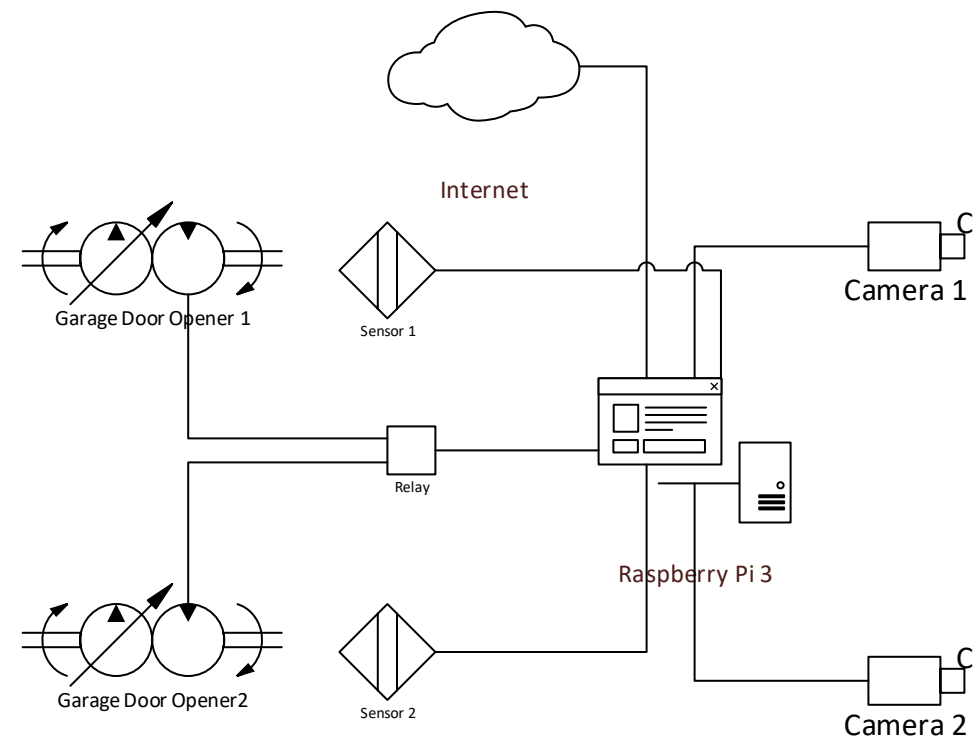 Internet
C
Camera 1
Garage Door Opener 1
Sensor 1
Relay
Raspberry Pi 3
C
Garage Door Opener2
Sensor 2
Camera 2